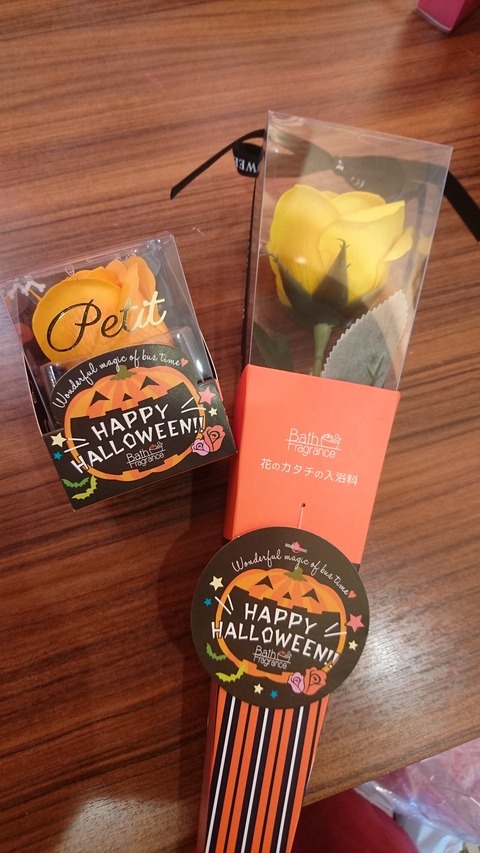 Petit
Wonderful magic of bus time
HAPPY
HALLOWEEN!!
Bath
Fragrance
Bath
Fragrance
花のカタチの入浴料
Wonderful magic of bus time
HAPPY
HALLOWEEN!!
Bath
Fragrance